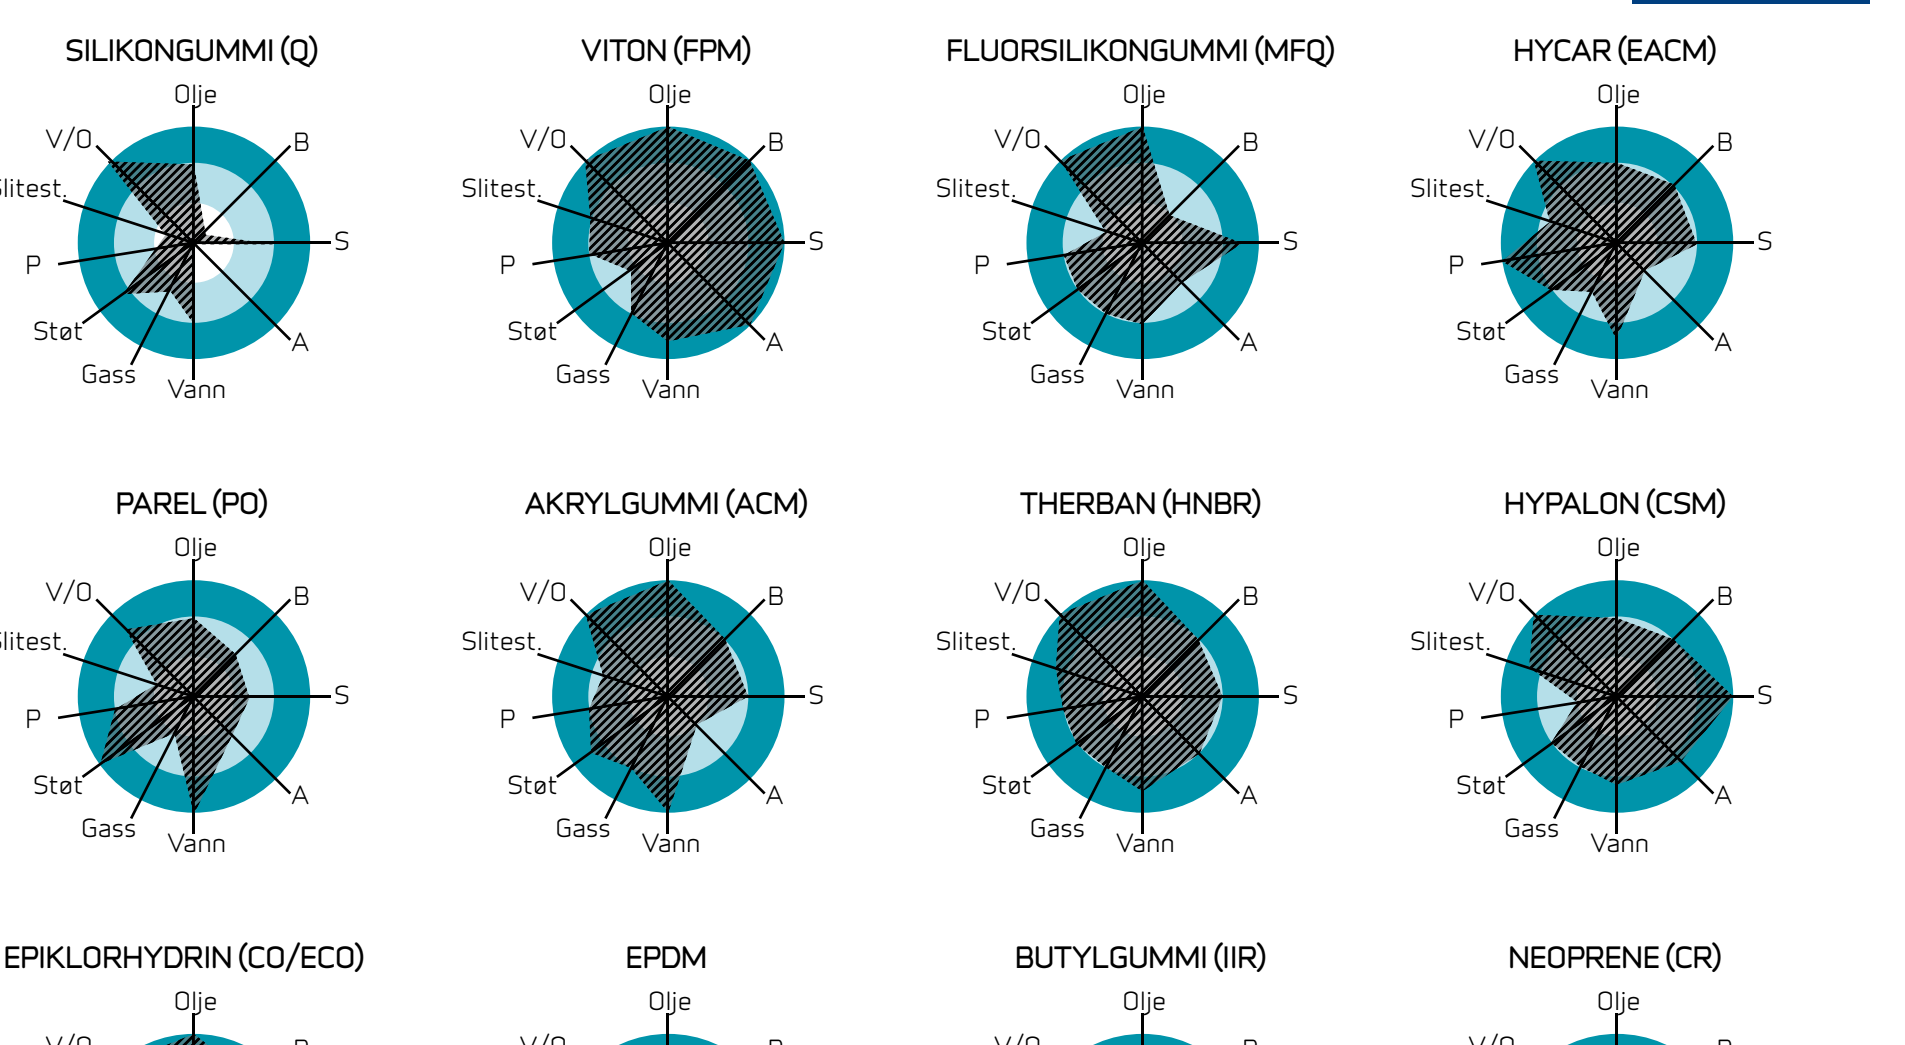 SILIKONGUMMI (Q)
Olje
V/O
B
S
P
Støt
Gass
Vann
A
VITON (FPM)
Olje
V/O
B
Slitest.
S
P
Støt
Gass
Vann
A
FLUORSILIKONGUMMI (MFQ)
Olje
V/O
B
Slitest.
S
P
Støt
Gass
Vann
A
HYCAR (EACM)
Olje
V/O
B
Slitest.
S
P
Støt
Gass
Vann
A
PAREL (PO)
Olje
V/O
B
S
P
Støt
Gass
Vann
A
AKRYLGUMMI (ACM)
Olje
V/O
B
Slitest.
S
P
Støt
Gass
Vann
A
THERBAN (HNBR)
Olje
V/O
B
Slitest.
S
P
Støt
Gass
Vann
A
HYPALON (CSM)
Olje
V/O
B
Slitest.
S
P
Støt
Gass
Vann
A
EPIKLORHYDRIN (CO/ECO)
Olje
EPDM
Olje
BUTYLGUMMI (IIR)
Olje
NEOPRENE (CR)
Olje